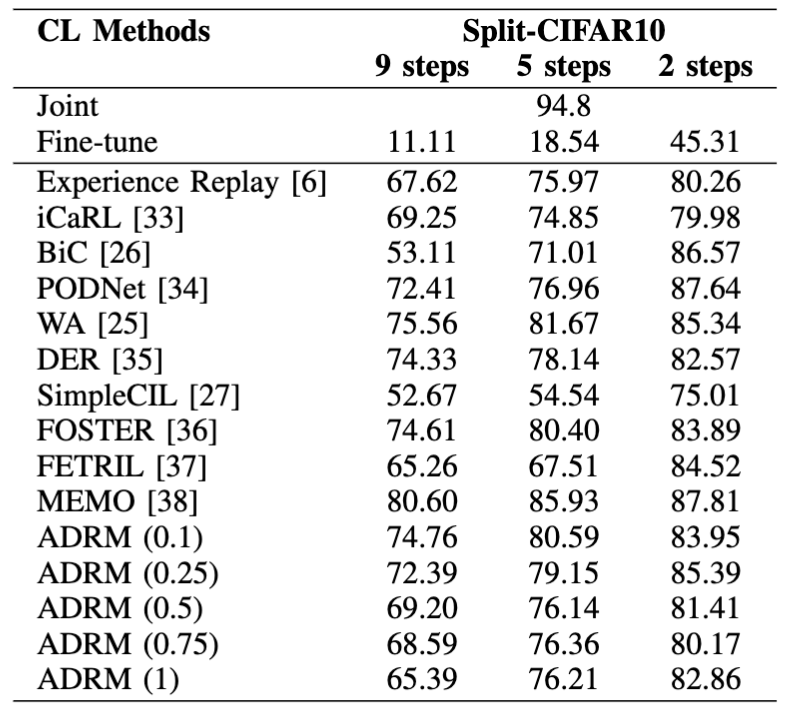 CL Methods Split-CIFAR10
9 steps 5 steps 2 steps
Joint 94.8
Fine-tune 11.11 18.54 45.31
Experience Replay [6] 67.62 75.97 80.26
iCaRL [33] 69.25 74.85 79.98
BiC [26] 53.11 71.01 86.57
PODNet [34] 72.41 76.96 87.64
WA [25] 75.56 81.67 85.34
DER [35] 74.33 78.14 82.57
SimpleCIL [27] 52.67 54.54 75.01
FOSTER [36] 74.61 80.40 83.89
FETRIL [37] 65.26 67.51 84.52
MEMO [38] 80.60 85.93 87.81
ADRM (0.1) 74.76 80.59 83.95
ADRM (0.25) 72.39 79.15 85.39
ADRM (0.5) 69.20 76.14 81.41
ADRM (0.75) 68.59 76.36 80.17
ADRM (1) 65.39 76.21 82.86